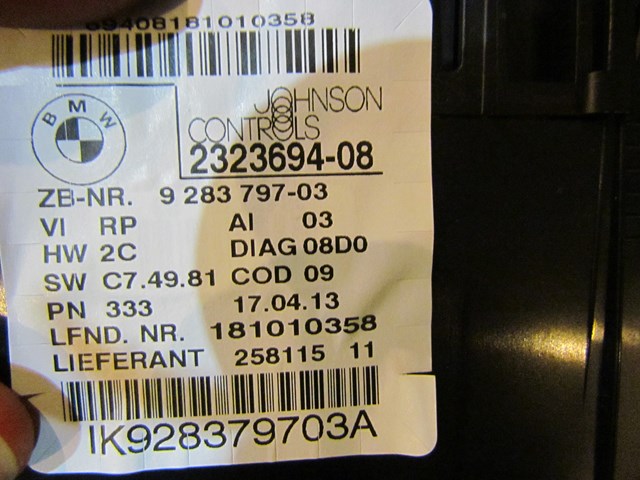 69408181010358
BMW
JOHNSON
CONTROLS
2323694-08
ZB-NR. 9 283 797-03
VI RP AI 03
HW 2C DIAG 08D0
SW C7.49.81 COD 09
PN 333 17.04.13
LFND. NR. 181010358
LIEFERANT 258115 11
IK928379703A